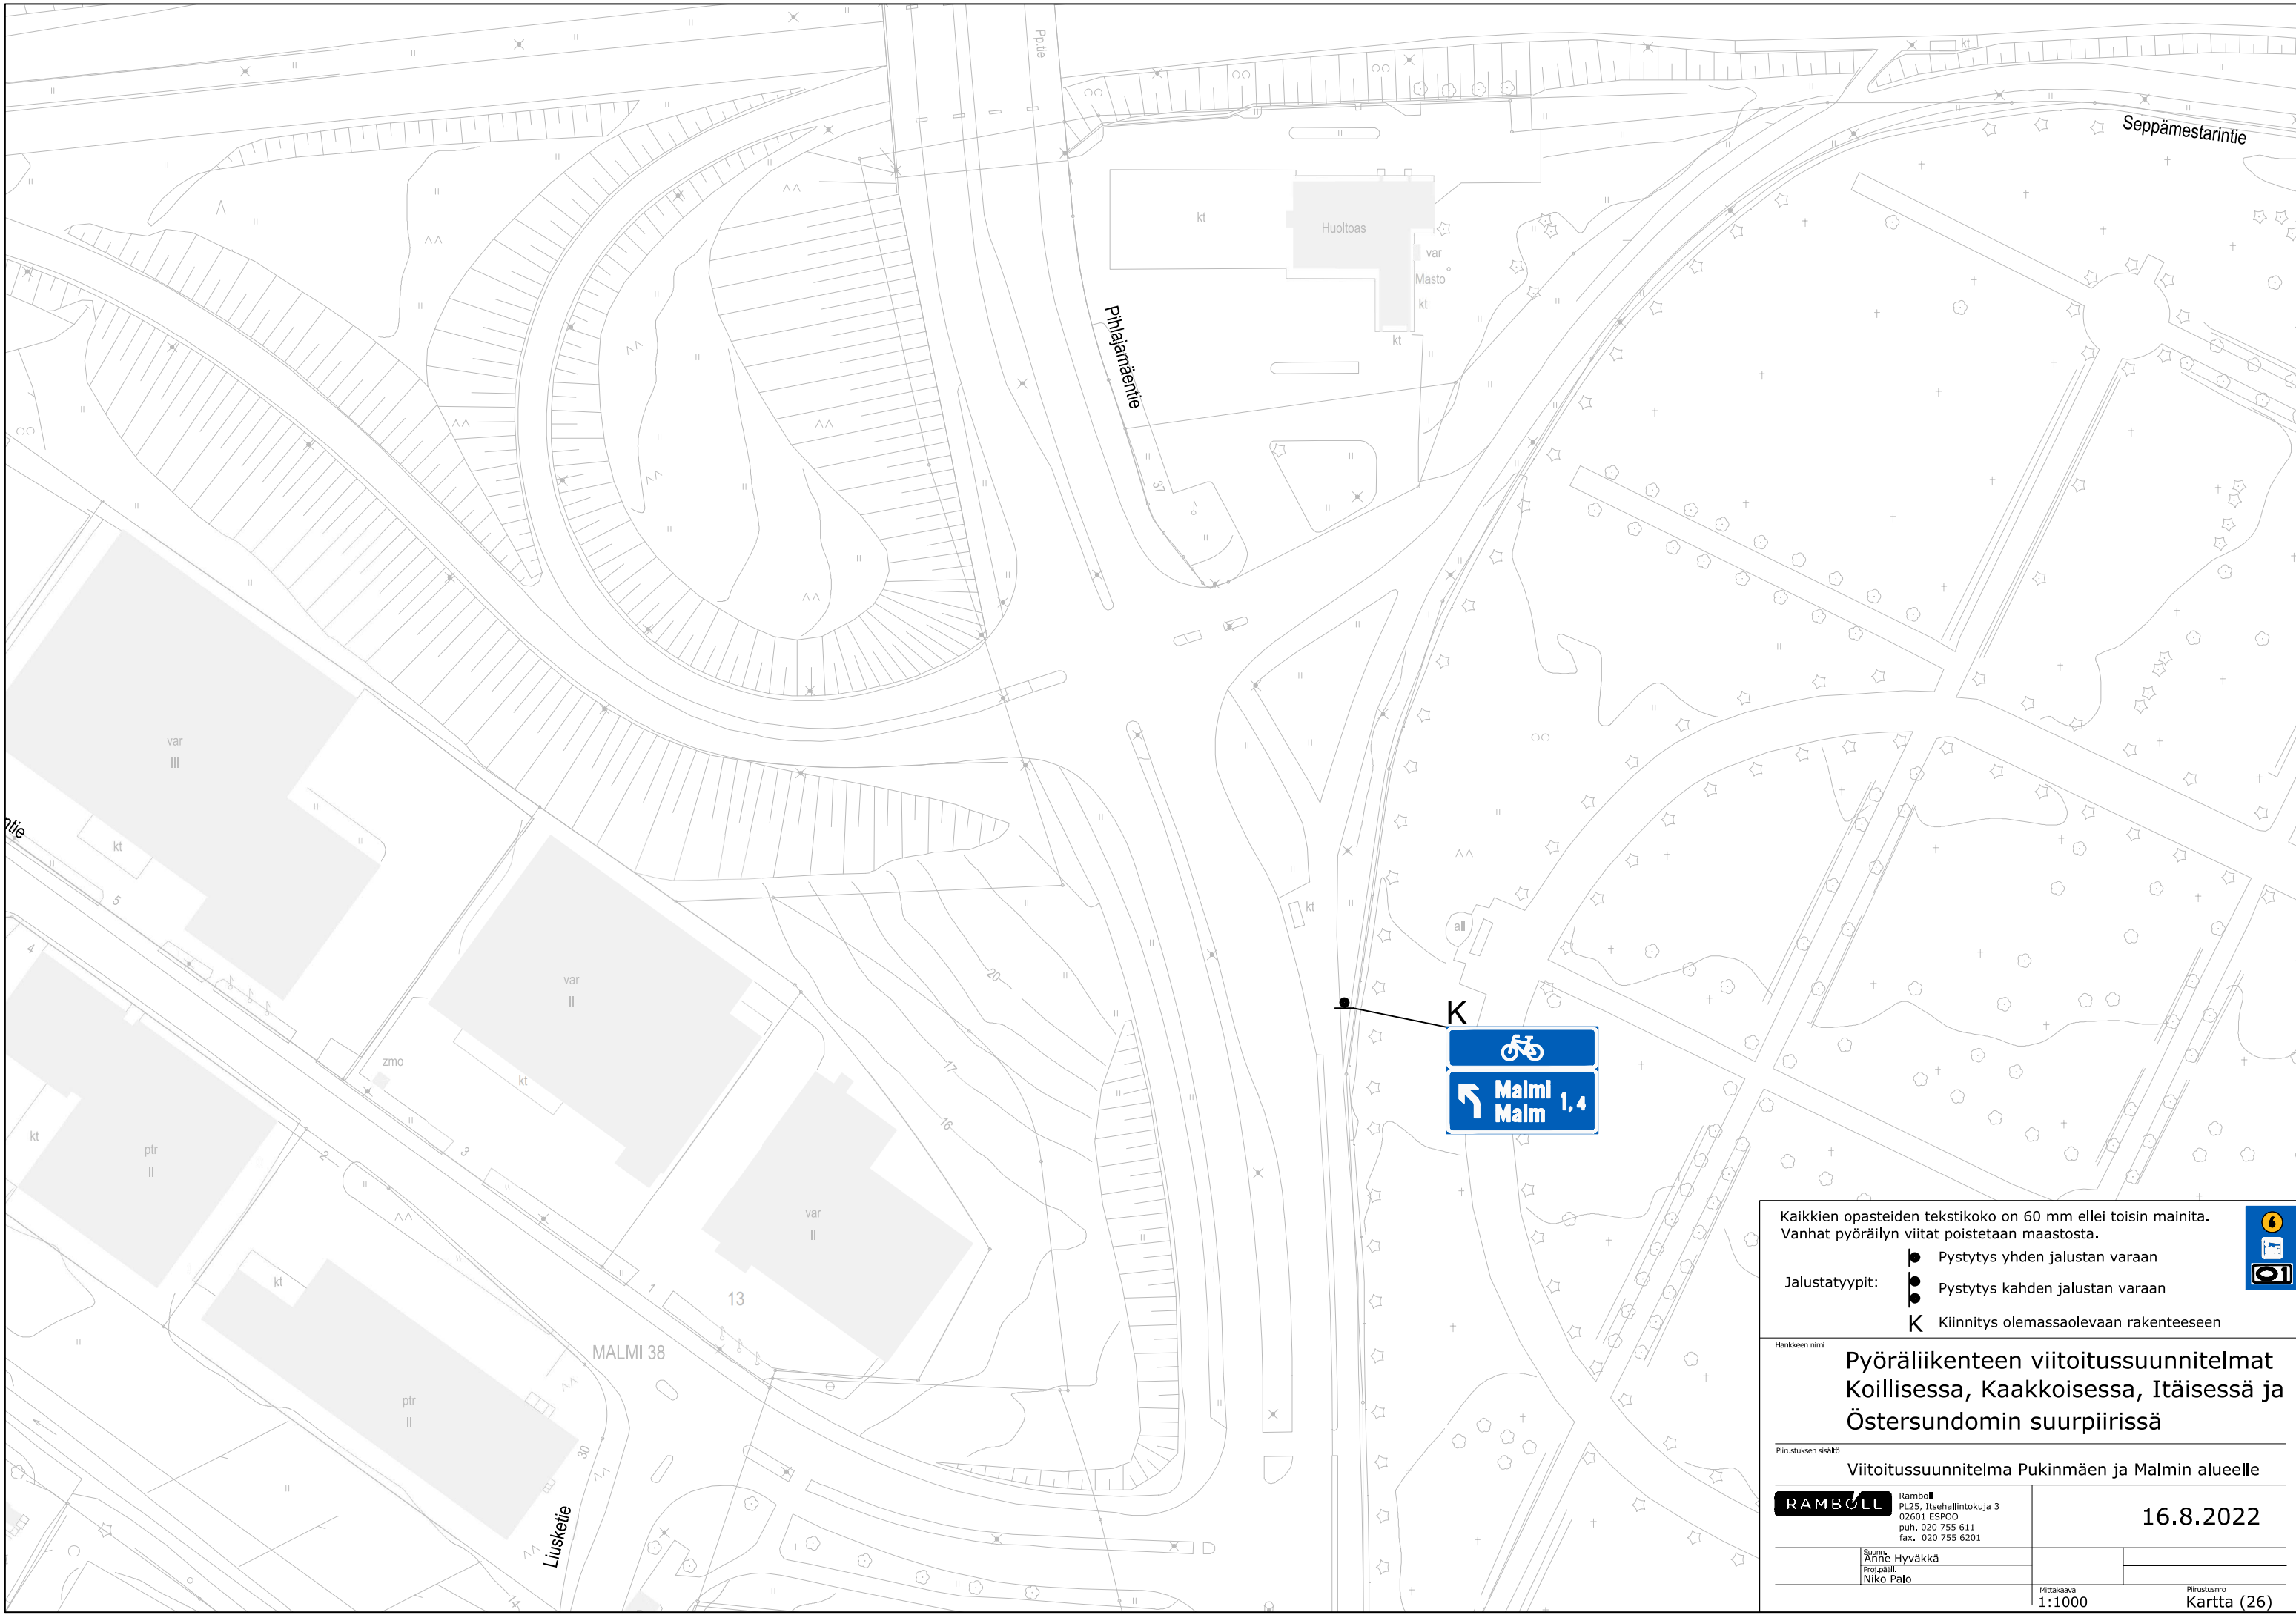 Pp.tie
kt
Seppämestarintie
kt
Huoltoas
var
Masto
kt
kt
Pihlajamäentie
37
var
III
ntie
kt
5
4
var
II
20
kt
all
17
16
K
Malmi
Malm 1,4
zmo
kt
3
kt
ptr
II
2
var
II
kt
1
13
MALMI 38
ptr
II
30
Liusketie
14
Kaikkien opasteiden tekstikoko on 60 mm ellei toisin mainita.
Vanhat pyöräilyn viitat poistetaan maastosta.
6
01
Pystytys yhden jalustan varaan
Jalustatyypit:
Pystytys kahden jalustan varaan
K Kiinnitys olemassaolevaan rakenteeseen
Hankkeen nimi
Pyöräliikenteen viitoitussuunnitelmat
Koillisessa, Kaakkoisessa, Itäisessä ja
Östersundomin suurpiirissä
Piirustuksen sisältö
Viitoitussuunnitelma Pukinmäen ja Malmin alueelle
RAMBOLL
Ramboll
PL25, Itsehallintokuja 3
02601 ESPOO
puh. 020 755 611
fax. 020 755 6201
16.8.2022
Suunn.
Anne Hyväkkä
Proj.pääll.
Niko Palo
Mittakaava
1:1000
Piirustusnro
Kartta (26)